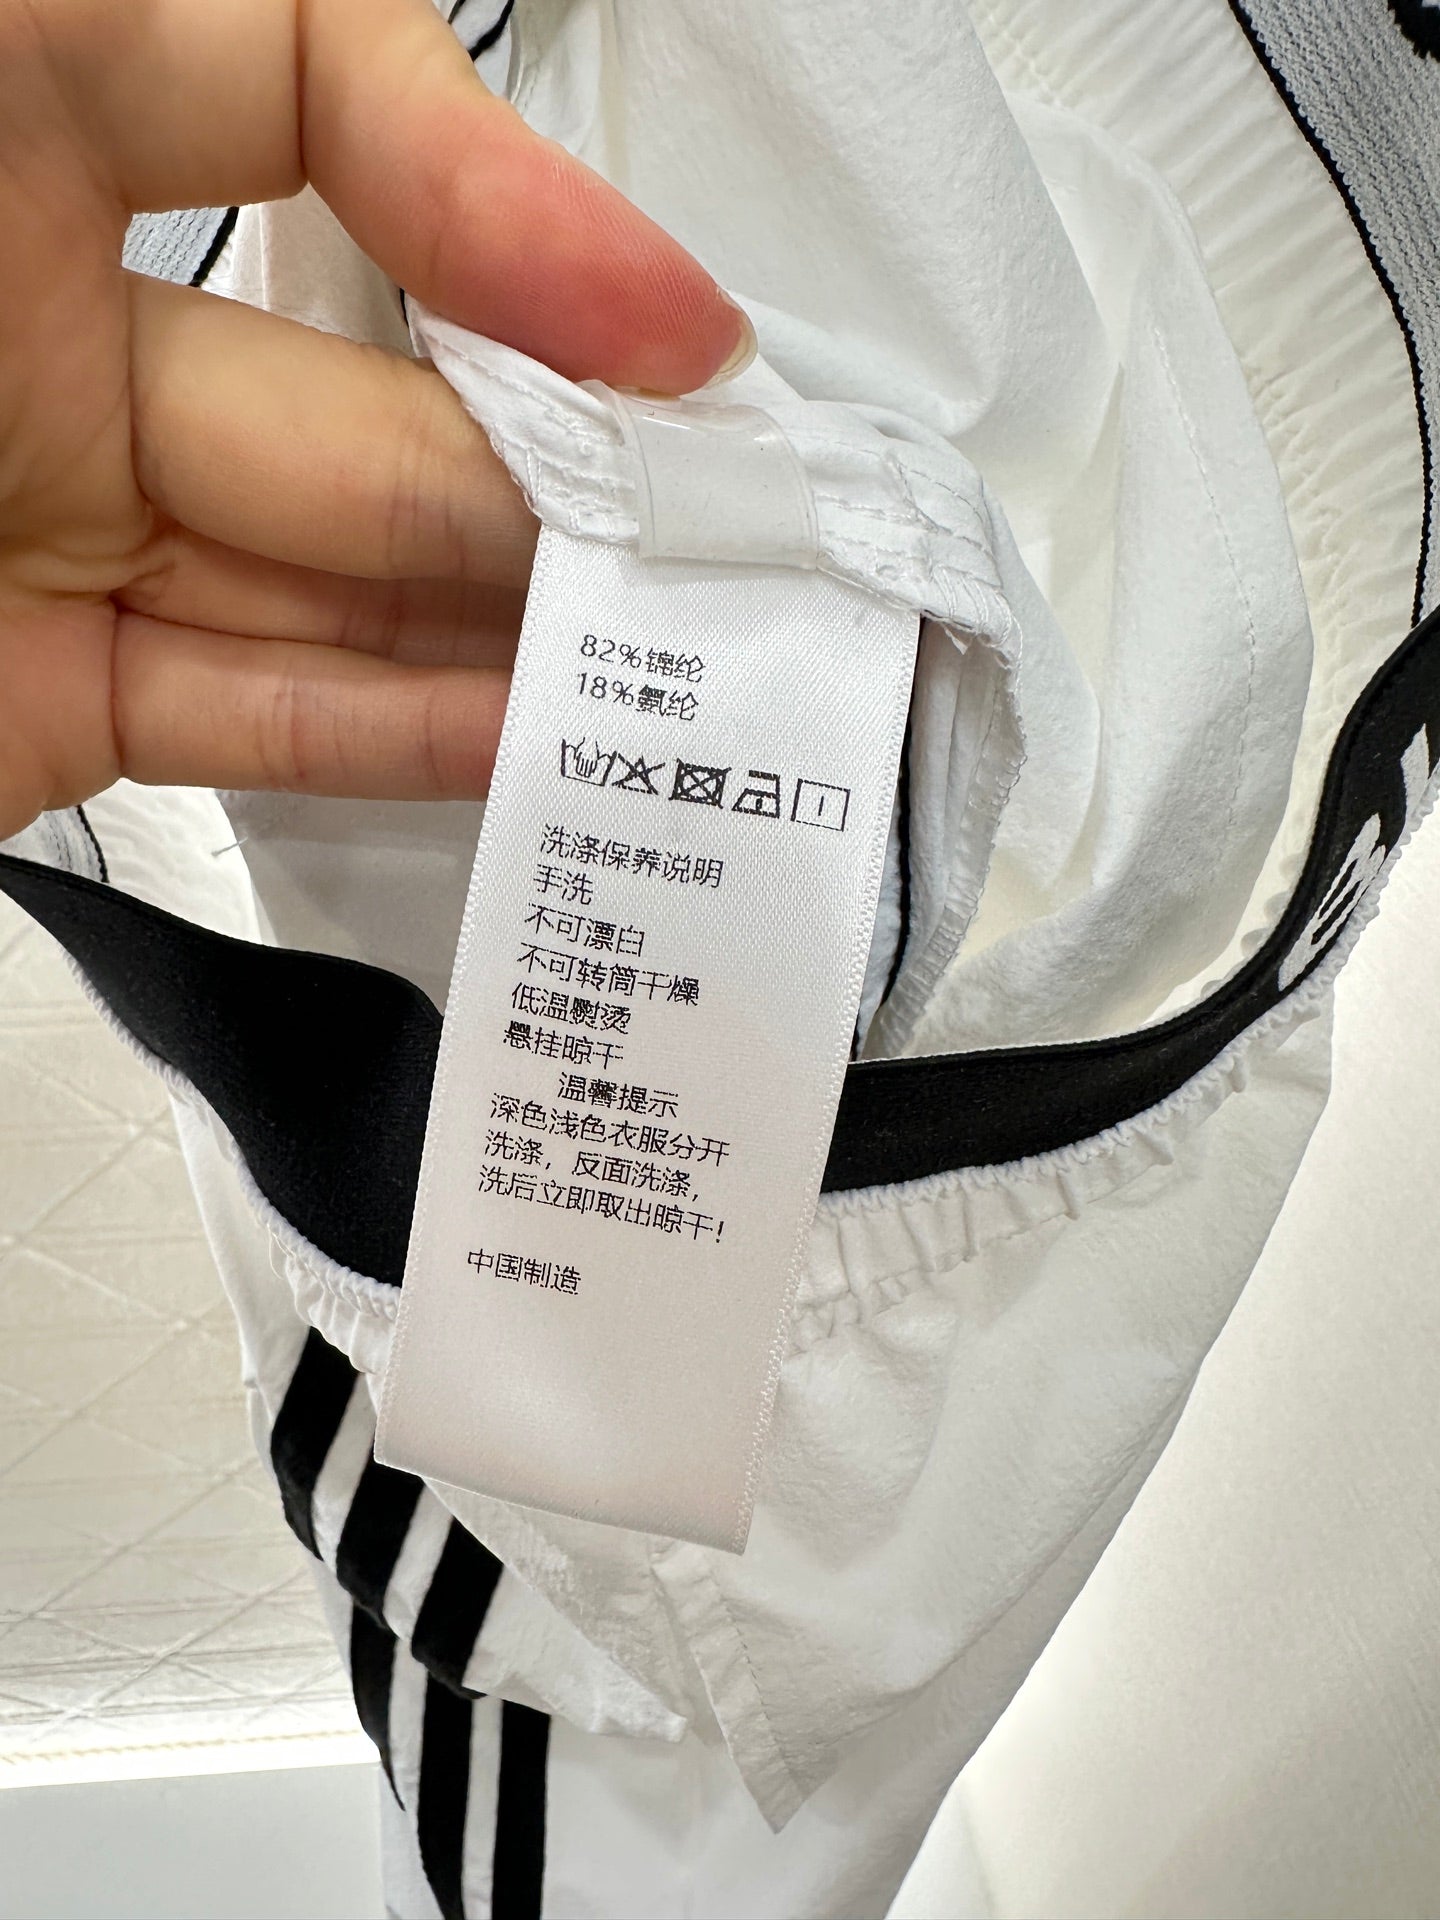 82%锦纶
18%氨纶
洗涤保养说明
手洗
不可漂白
不可转筒干燥
低温熨烫
悬挂晾干
温馨提示
深色浅色衣服分开
洗涤，反面洗涤，
洗后立即取出晾干！
中国制造